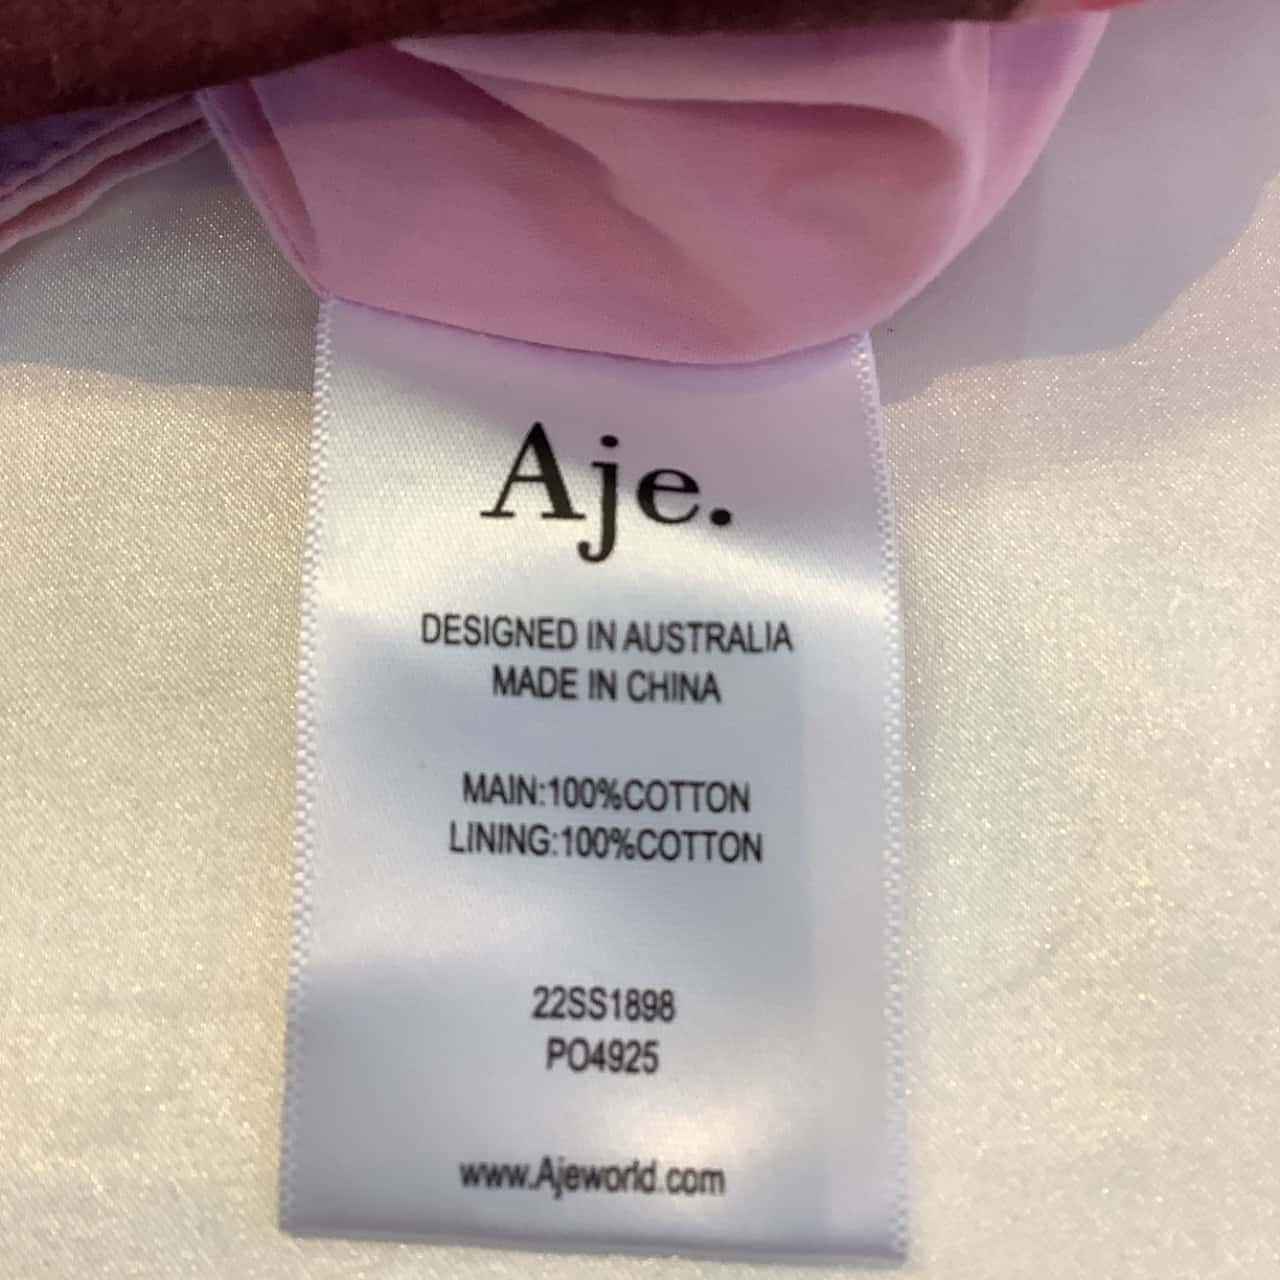 Aje.
DESIGNED IN AUSTRALIA
MADE IN CHINA
MAIN:100%COTTON
LINING:100%COTTON
22SS1898
PO4925
www.Ajeworld.com